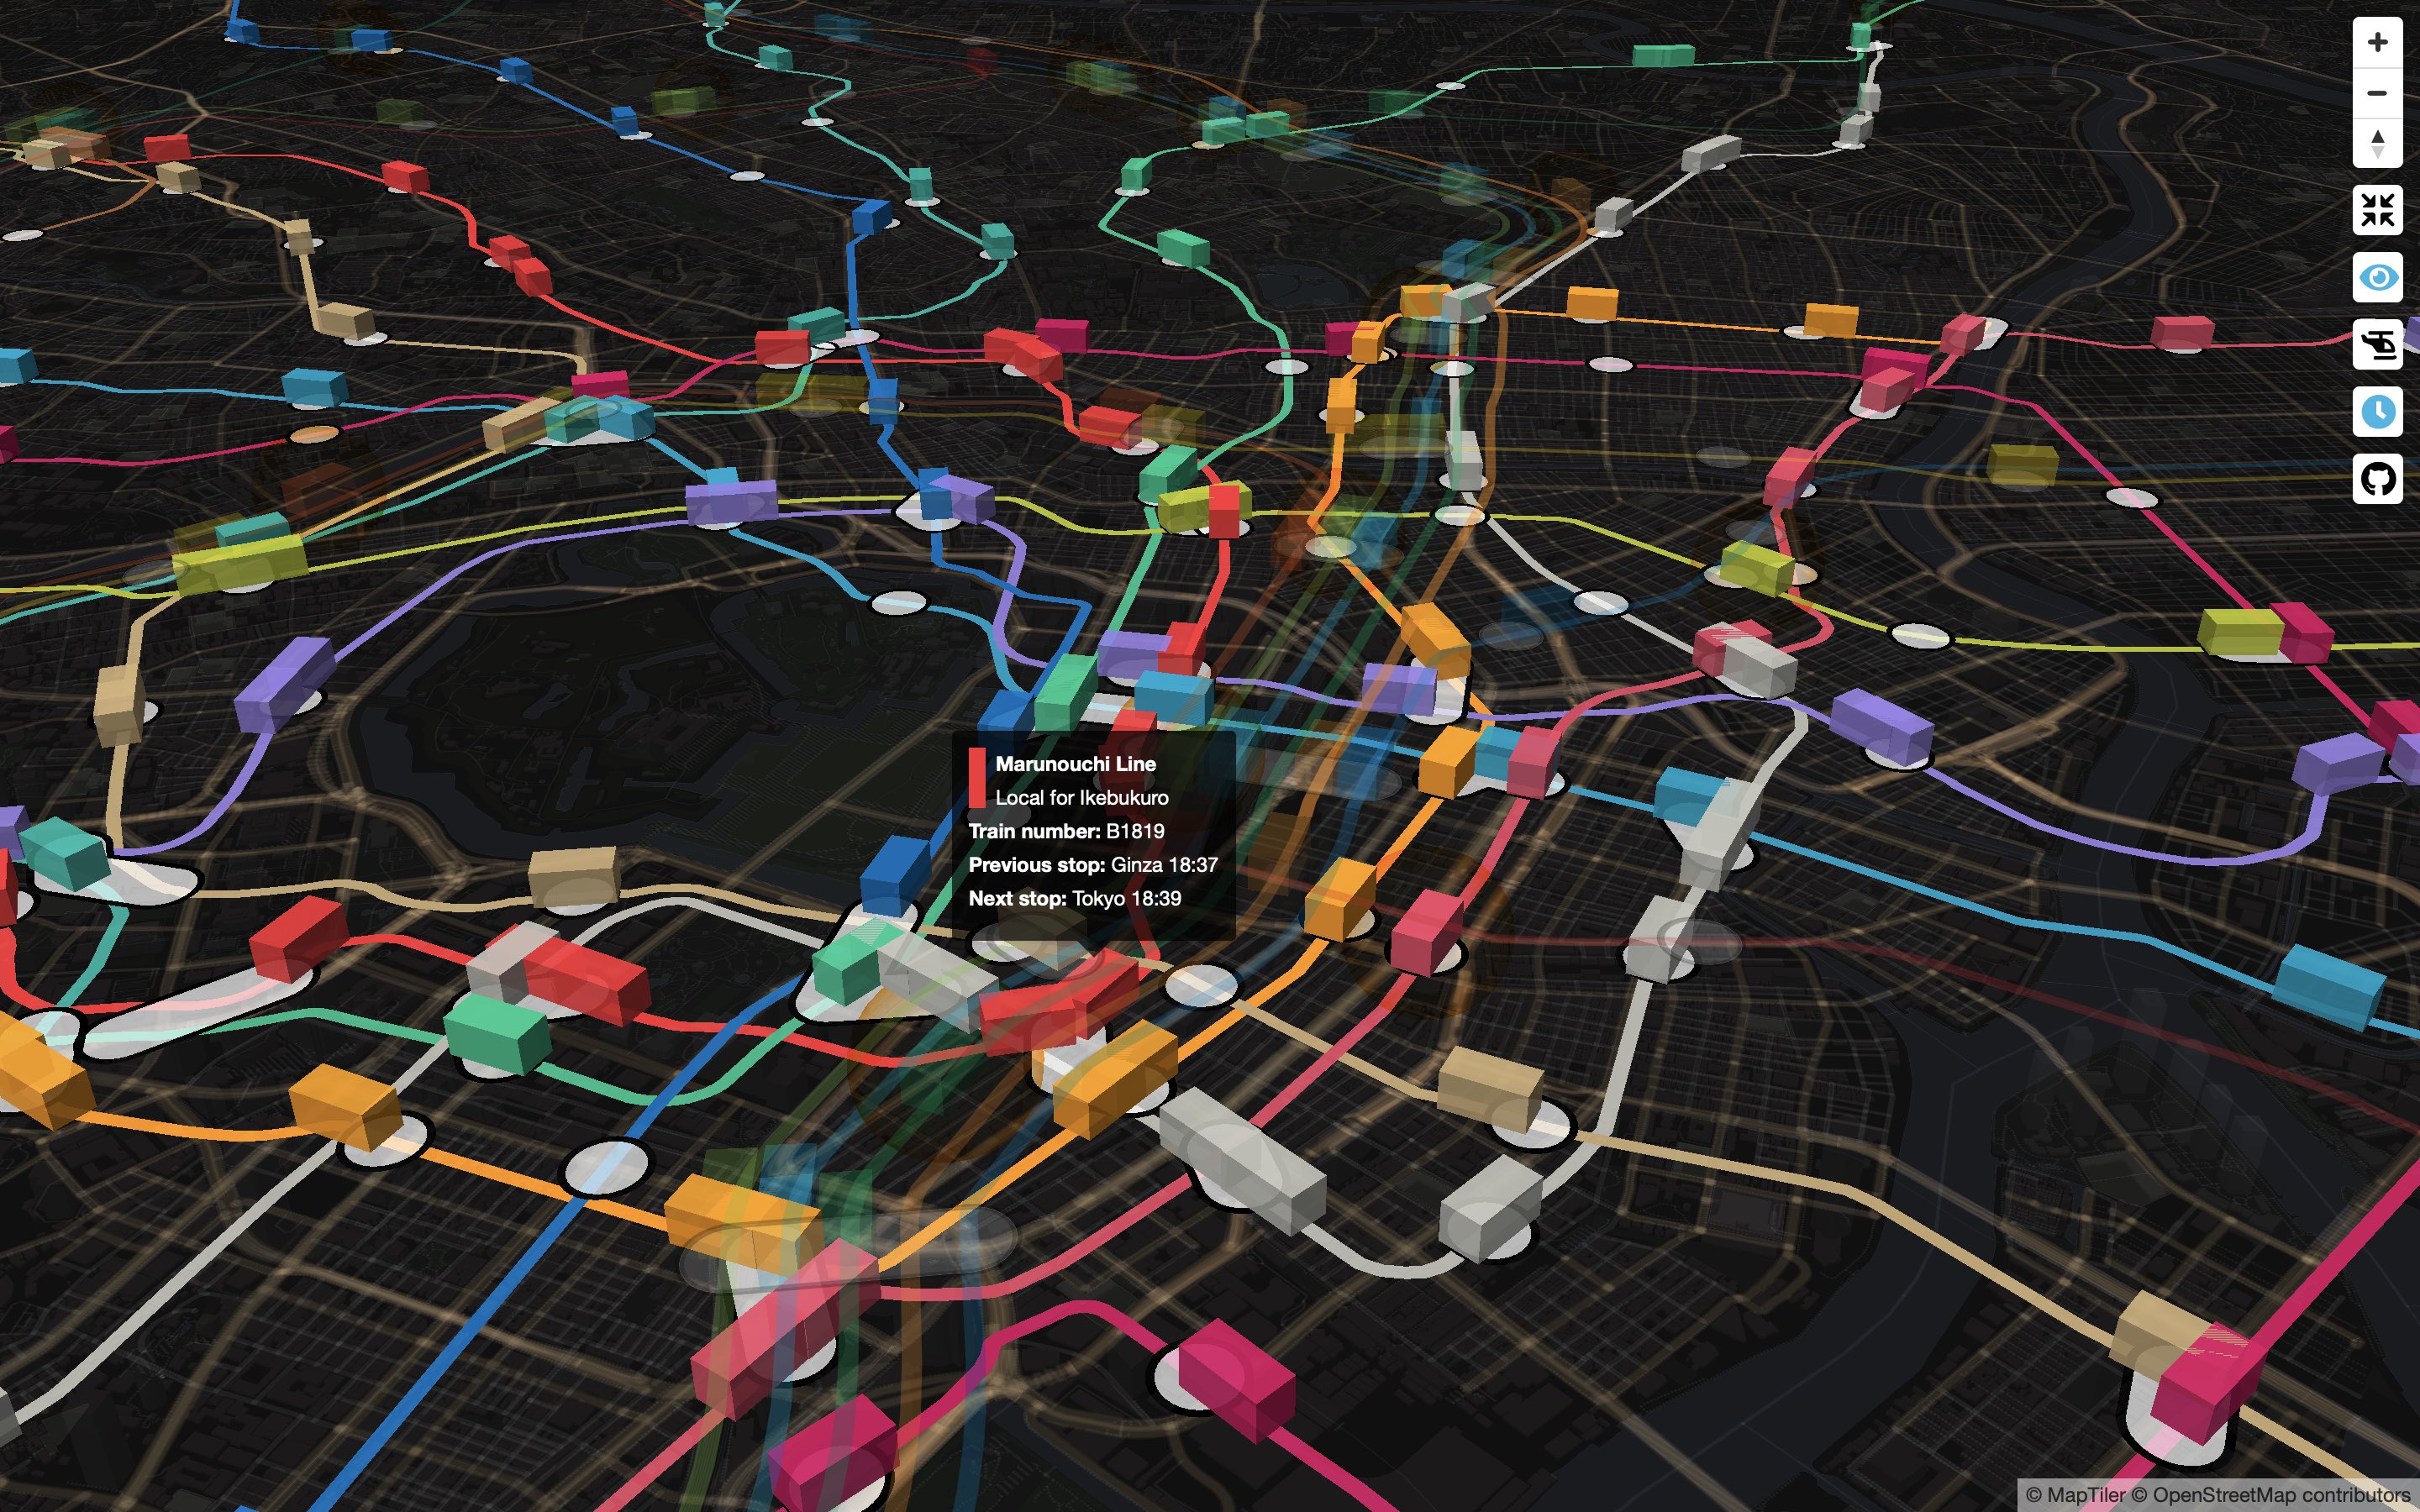 Marunouchi Line
Local for Ikebukuro
Train number: B1819
Previous stop: Ginza 18:37
Next stop: Tokyo 18:39
© MapTiler © OpenStreetMap contributors